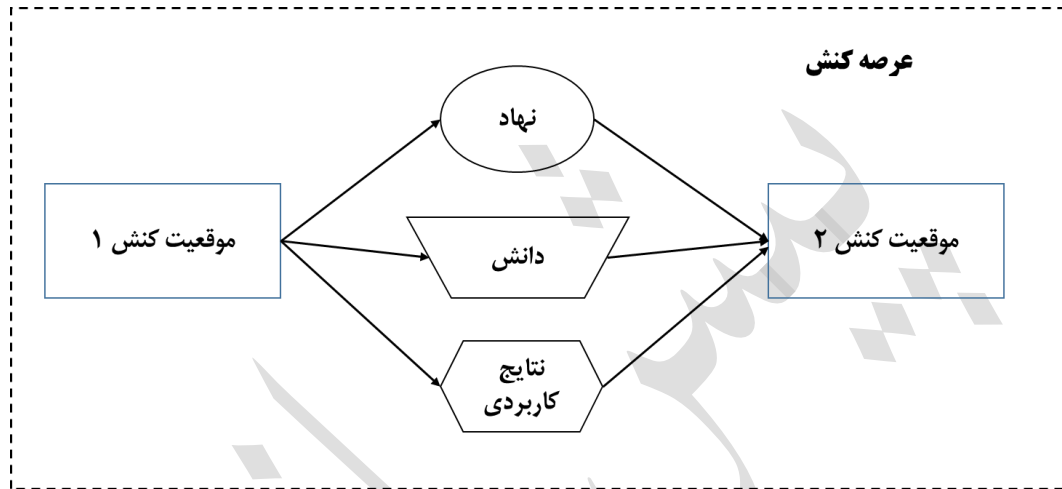 عرصه کنش
نهاد
موقعیت کنش ۱
دانش
موقعیت کنش ۲
نتایج
کاربردی